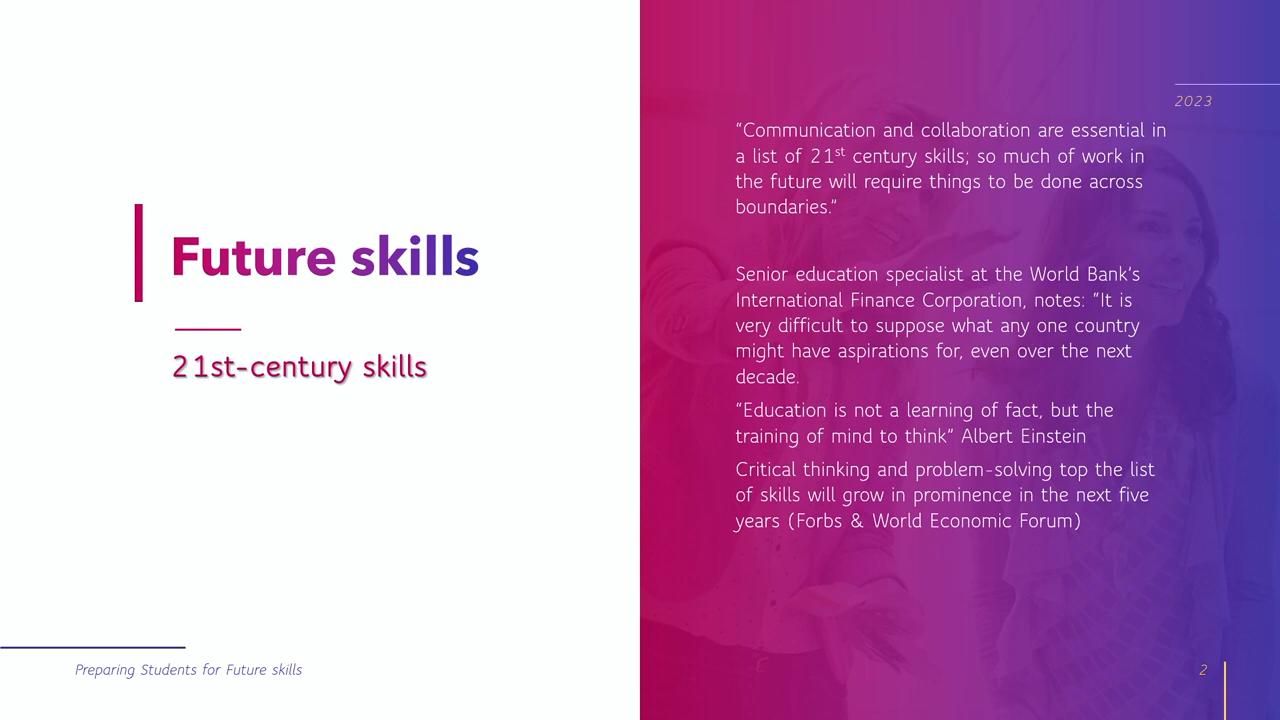 Future skills
21st-century skills
Preparing Students for Future skills
2023
“Communication and collaboration are essential in
a list of 21st century skills; so much of work in
the future will require things to be done across
boundaries.”
Senior education specialist at the World Bank’s
International Finance Corporation, notes: “It is
very difficult to suppose what any one country
might have aspirations for, even over the next
decade.
“Education is not a learning of fact, but the
training of mind to think” Albert Einstein
Critical thinking and problem-solving top the list
of skills will grow in prominence in the next five
years (Forbs & World Economic Forum)
2